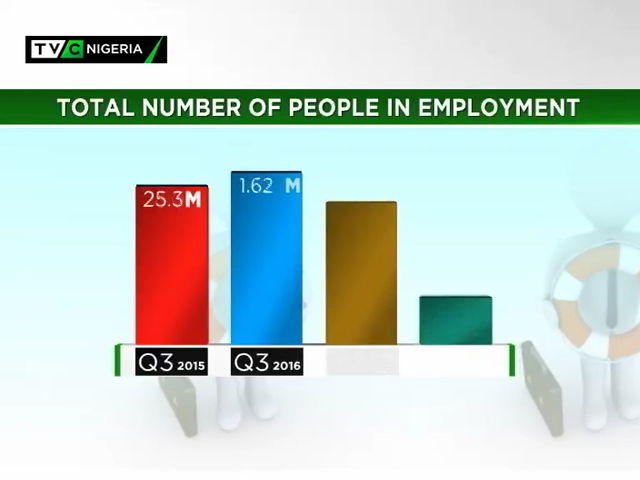 TVC NIGERIA
TOTAL NUMBER OF PEOPLE IN EMPLOYMENT
25.3M
1.62 M
Q3 2015
Q3 2016